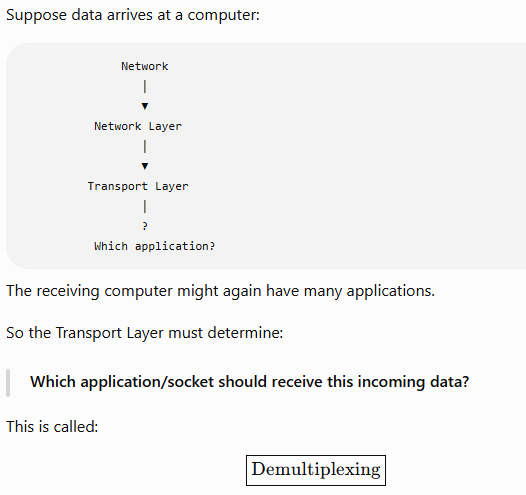 Suppose data arrives at a computer:
Network
|
▼
Network Layer
|
▼
Transport Layer
|
?
Which application?
The receiving computer might again have many applications.
So the Transport Layer must determine:
Which application/socket should receive this incoming data?
This is called:
Demultiplexing